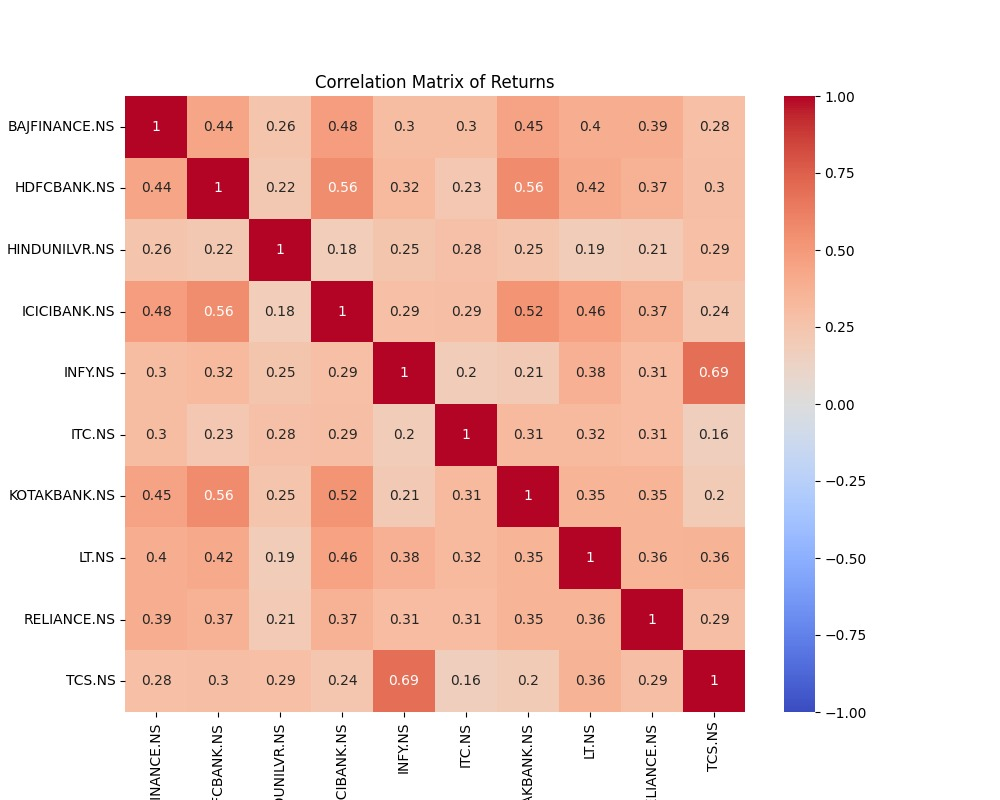 Correlation Matrix of Returns
BAJFINANCE.NS 1 0.44 0.26 0.48 0.3 0.3 0.45 0.4 0.39 0.28
HDFCBANK.NS 0.44 1 0.22 0.56 0.32 0.23 0.56 0.42 0.37 0.3
HINDUNILVR.NS 0.26 0.22 1 0.18 0.25 0.28 0.25 0.19 0.21 0.29
ICICIBANK.NS 0.48 0.56 0.18 1 0.29 0.29 0.52 0.46 0.37 0.24
INFY.NS 0.3 0.32 0.25 0.29 1 0.2 0.21 0.38 0.31 0.69
ITC.NS 0.3 0.23 0.28 0.29 0.2 1 0.31 0.32 0.31 0.16
KOTAKBANK.NS 0.45 0.56 0.25 0.52 0.21 0.31 1 0.35 0.35 0.2
LT.NS 0.4 0.42 0.19 0.46 0.38 0.32 0.35 1 0.36 0.36
RELIANCE.NS 0.39 0.37 0.21 0.37 0.31 0.31 0.35 0.36 1 0.29
TCS.NS 0.28 0.3 0.29 0.24 0.69 0.16 0.2 0.36 0.29 1
INANCE.NS
FCBANK.NS
DUNILVR.NS
CIBANK.NS
INFY.NS
ITC.NS
AKBANK.NS
LT.NS
ELIANCE.NS
TCS.NS
1.00
0.75
0.50
0.25
0.00
−0.25
−0.50
−0.75
−1.00